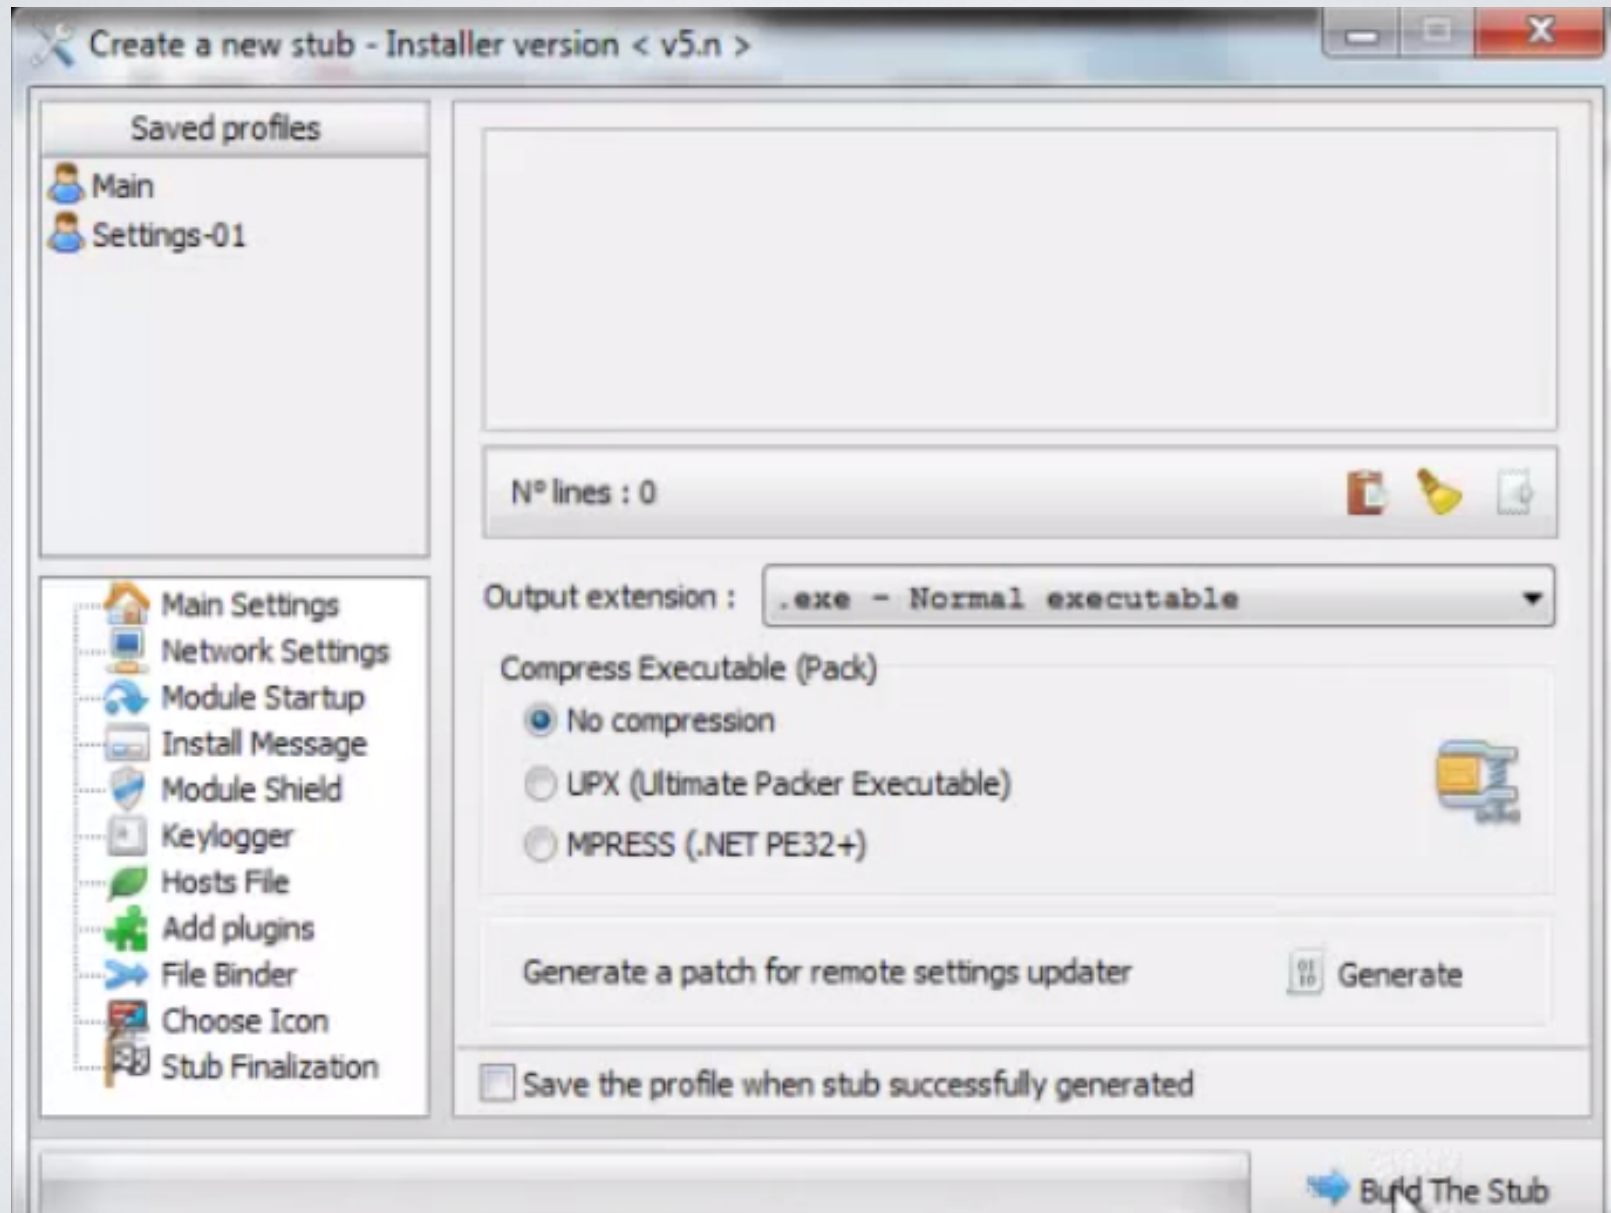 Create a new stub - Installer version < v5.n >
Saved profiles
Main
Settings-01
N° lines : 0
Output extension :
.exe - Normal executable
Compress Executable (Pack)
No compression
UPX (Ultimate Packer Executable)
MPRESS (.NET PE32+)
Generate a patch for remote settings updater
Generate
Save the profile when stub successfully generated
Main Settings
Network Settings
Module Startup
Install Message
Module Shield
Keylogger
Hosts File
Add plugins
File Binder
Choose Icon
Stub Finalization
Build The Stub